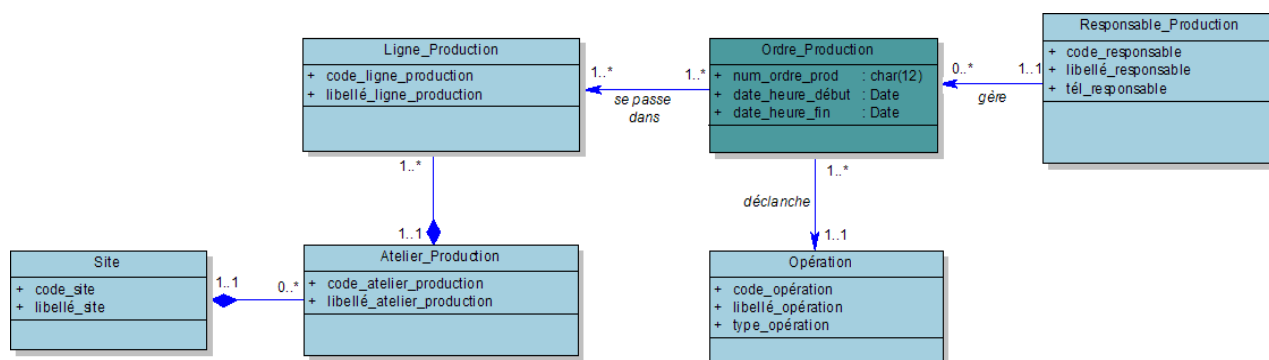 Responsable_Production
+ code_responsable
+ libellé_responsable
+ tél_responsable
Ligne_Production
+ code_ligne_production
+ libellé_ligne_production
Ordre_Production
+ num_ordre_prod : char(12)
+ date_heure_début : Date
+ date_heure_fin : Date
1..*
1..*
se passe
dans
0..*
1..1
gère
1..*
1..1
1..*
déclanche
1..1
Site
+ code_site
+ libellé_site
1..1
0..*
Atelier_Production
+ code_atelier_production
+ libellé_atelier_production
Opération
+ code_opération
+ libellé_opération
+ type_opération